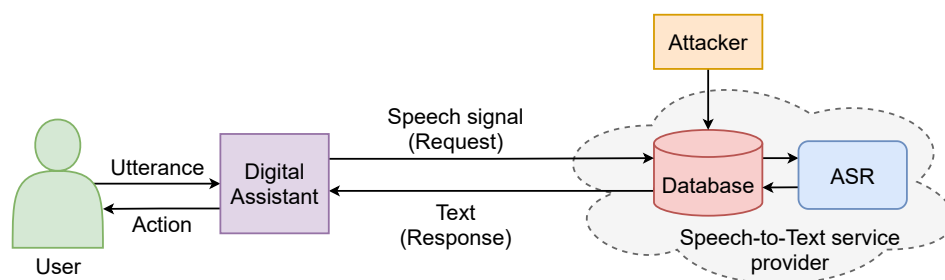 Attacker
Speech signal
(Request)
Utterance
Digital
Assistant
Database
ASR
Action
Text
(Response)
Speech-to-Text service
provider
User